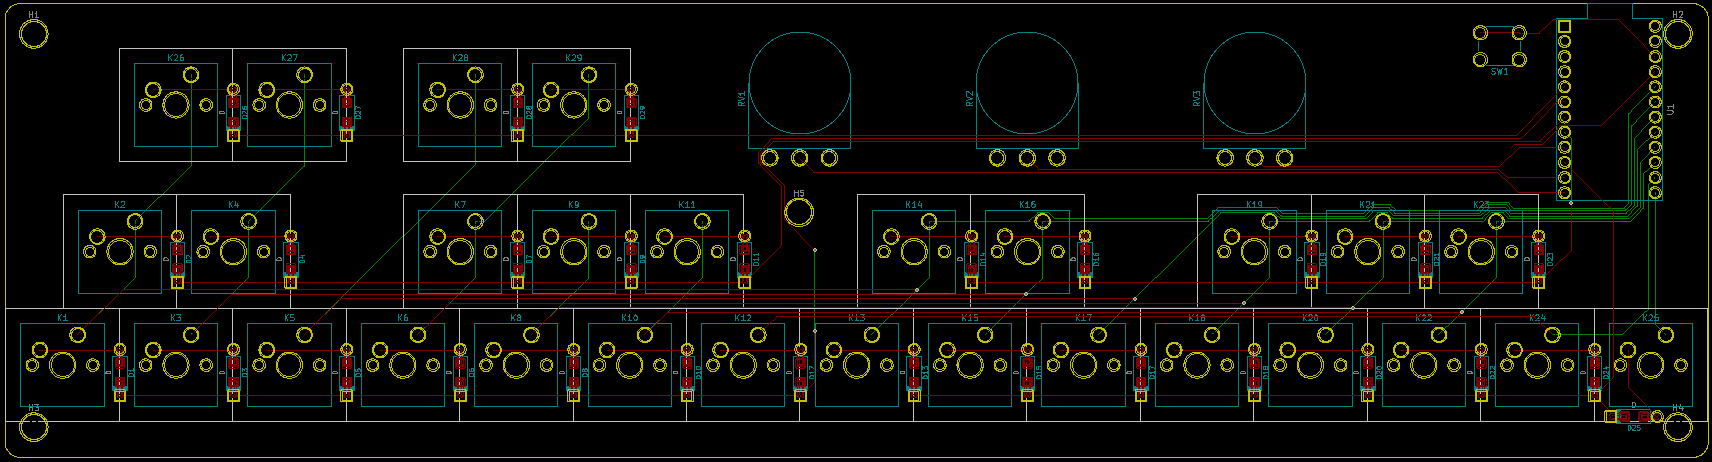 H1
H2
K26
K27
K28
K29
SW1
RV1
RV2
RV3
U1
D
D26
D27
D
D28
D29
H5
K2
K4
K7
K9
K11
K14
K16
K19
K21
K23
D
D2
D4
D
D7
D9
D
D11
D
D14
D16
D
D19
D21
D
D23
K1
K3
K5
K6
K8
K10
K12
K13
K15
K17
K18
K20
K22
K24
K25
D
D1
D
D3
D
D5
D
D6
D
D8
D
D10
D
D12
D
D13
D
D15
D
D17
D
D18
D
D20
D
D22
D
D24
H3
H4
D
D25